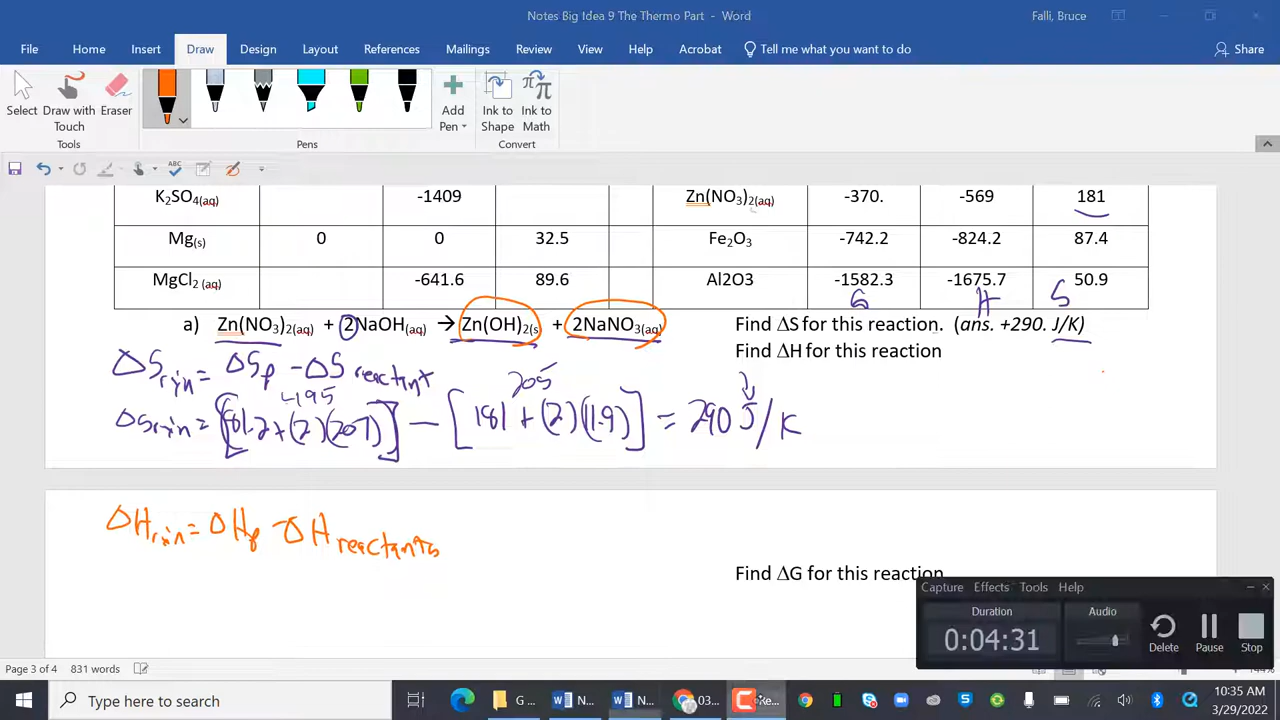 Notes Big Idea 9 The Thermo Part - Word
Falli, Bruce
File Home Insert Draw Design Layout References Mailings Review View Help Acrobat Tell me what you want to do Share
Select Draw with Touch Eraser Add Pen Ink to Shape Ink to Math
Tools Pens Convert
K2SO4(aq) -1409 Zn(NO3)2(aq) -370. -569 181
Mg(s) 0 0 32.5 Fe2O3 -742.2 -824.2 87.4
MgCl2 (aq) -641.6 89.6 Al2O3 -1582.3 -1675.7 50.9
G H S
a) Zn(NO3)2(aq) + 2NaOH(aq) → Zn(OH)2(s) + 2NaNO3(aq) Find ΔS for this reaction. (ans. +290. J/K)
Find ΔH for this reaction
ΔSrxn = ΔSp - ΔS reactant
495 205
ΔSrxn = [81.2 + (2)(207)] - [181 + (2)(11.9)] = 290 J/K
ΔHrxn = ΔHp - ΔH reactants
Find ΔG for this reaction
Capture Effects Tools Help
Duration Audio
0:04:31
Delete Pause Stop
Page 3 of 4 831 words
Type here to search
G ... N... N... 03... Re...
10:35 AM
3/29/2022